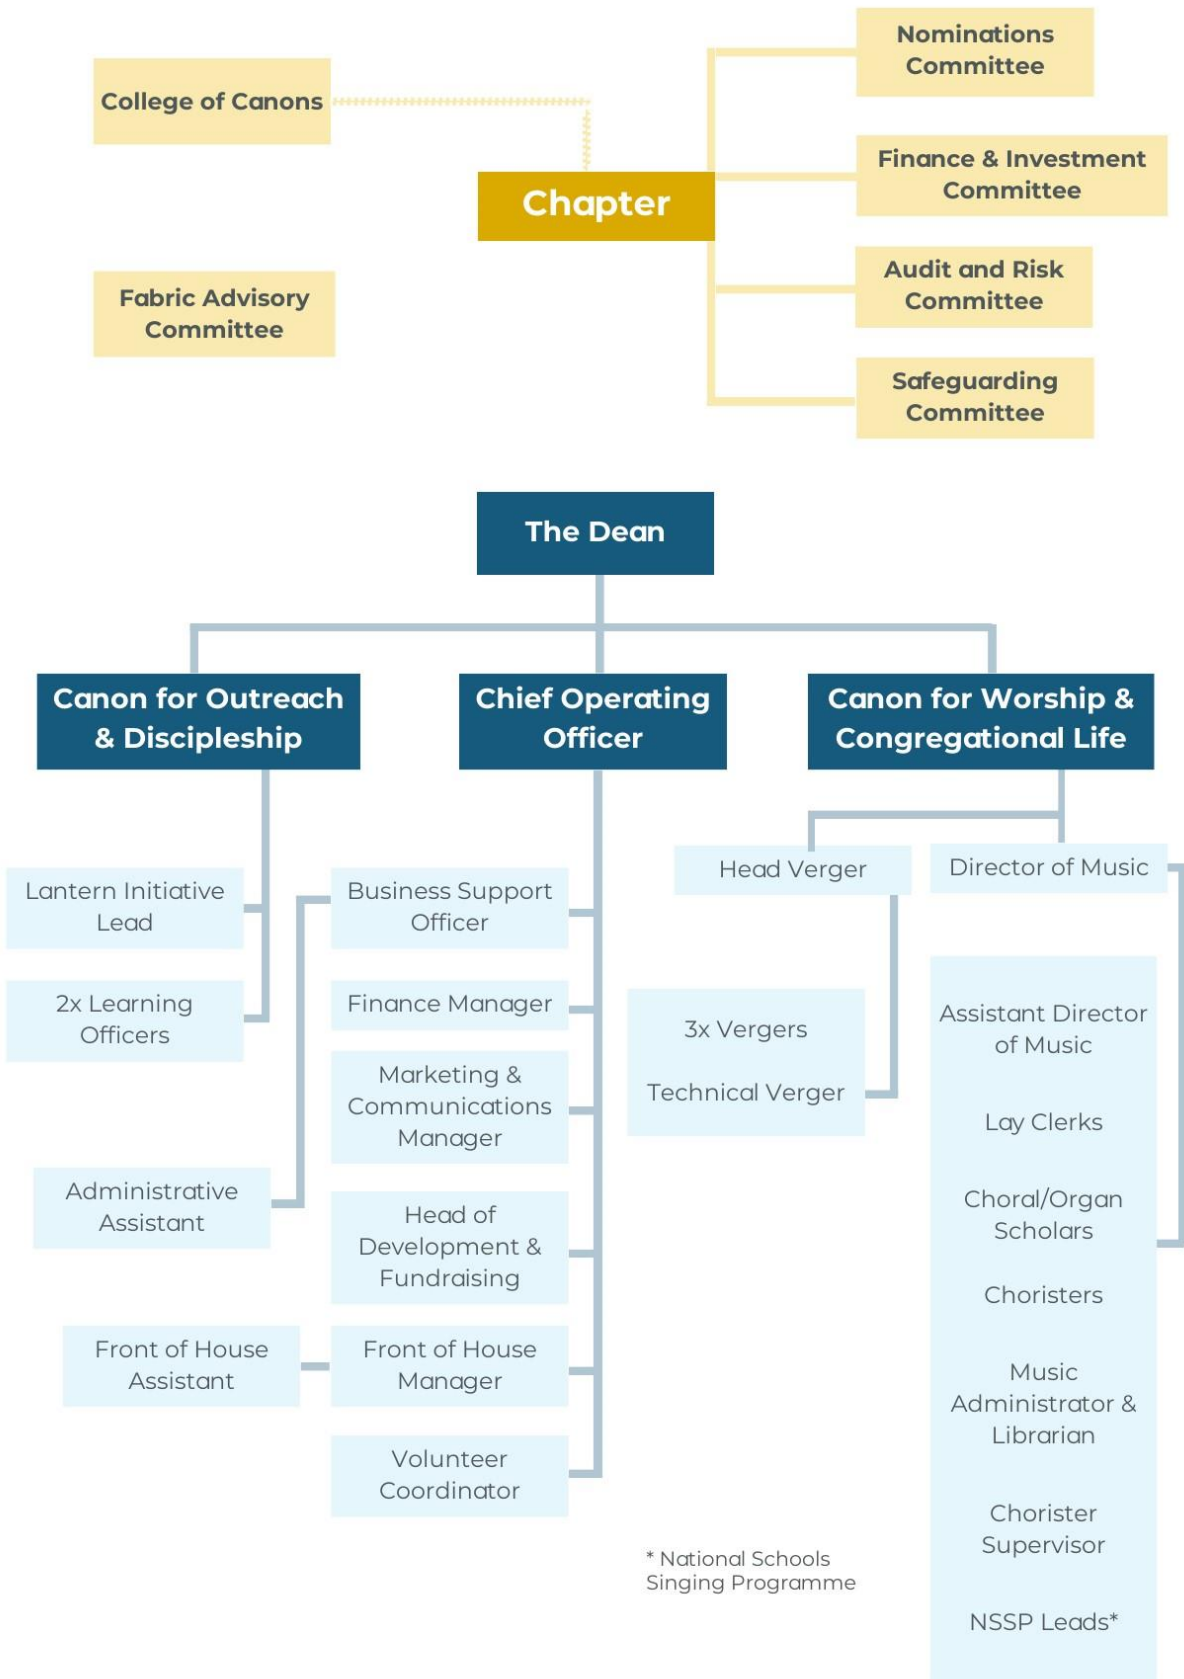 Nominations
Committee
College of Canons
Finance & Investment
Committee
Chapter
Audit and Risk
Committee
Fabric Advisory
Committee
Safeguarding
Committee
The Dean
Canon for Outreach
& Discipleship
Chief Operating
Officer
Canon for Worship &
Congregational Life
Lantern Initiative
Lead
2x Learning
Officers
Administrative
Assistant
Front of House
Assistant
Business Support
Officer
Finance Manager
Marketing &
Communications
Manager
Head of
Development &
Fundraising
Front of House
Manager
Volunteer
Coordinator
Head Verger
3x Vergers
Technical Verger
Director of Music
Assistant Director
of Music
Lay Clerks
Choral/Organ
Scholars
Choristers
Music
Administrator &
Librarian
Chorister
Supervisor
NSSP Leads*
* National Schools
Singing Programme